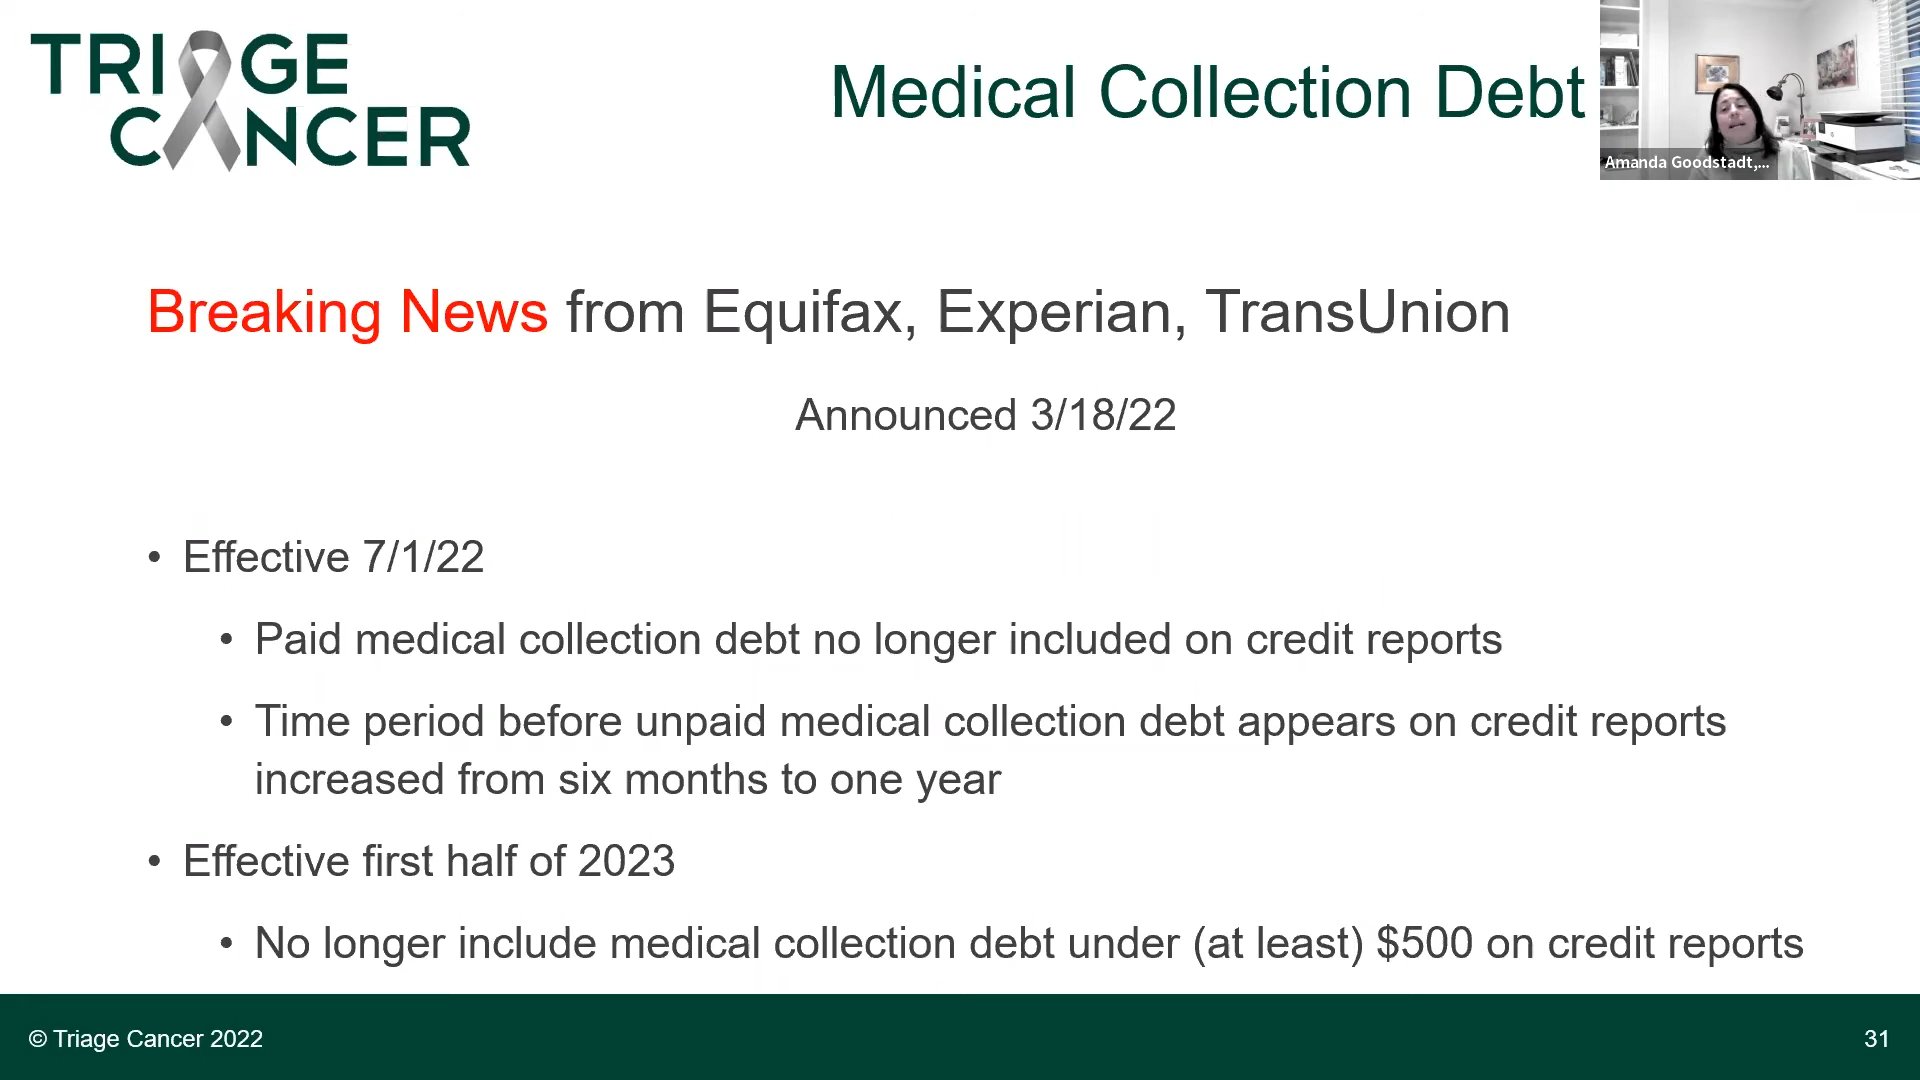 TRIAGE
CANCER
Medical Collection Debt
Amanda Goodstadt,...
Breaking News from Equifax, Experian, TransUnion
Announced 3/18/22
• Effective 7/1/22
• Paid medical collection debt no longer included on credit reports
• Time period before unpaid medical collection debt appears on credit reports
increased from six months to one year
• Effective first half of 2023
• No longer include medical collection debt under (at least) $500 on credit reports
© Triage Cancer 2022
31